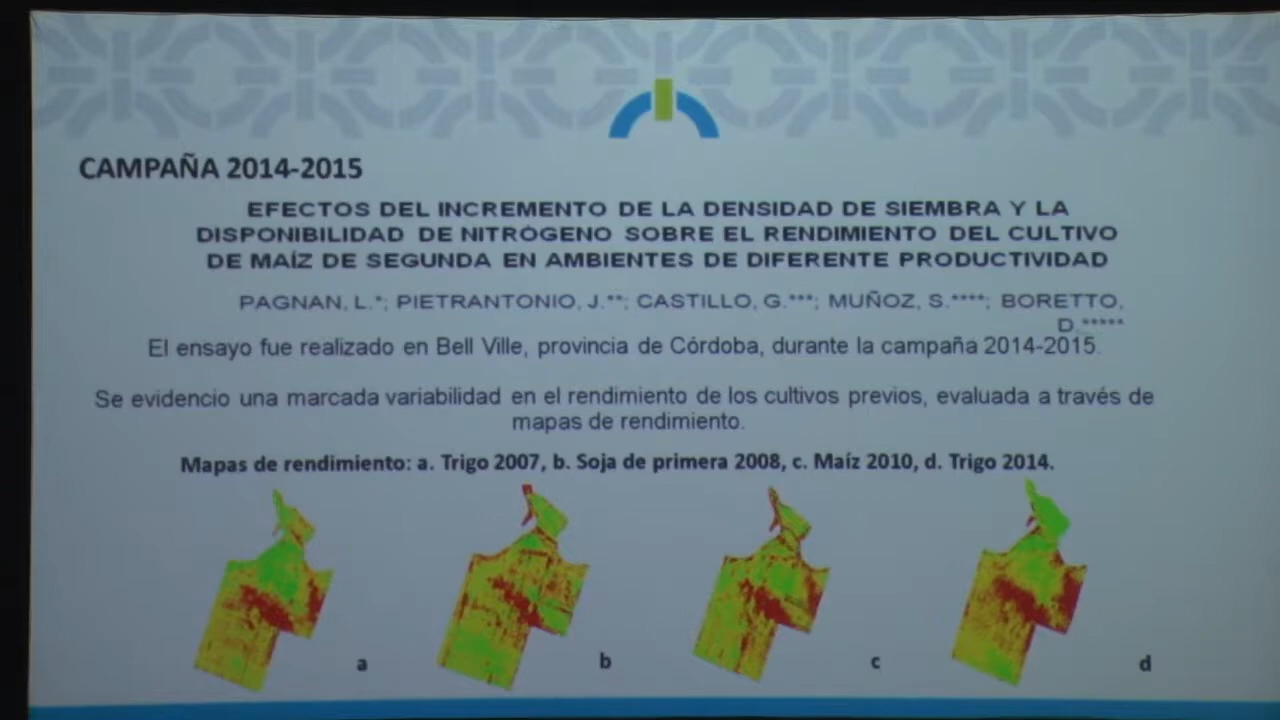 CAMPAÑA 2014-2015
EFECTOS DEL INCREMENTO DE LA DENSIDAD DE SIEMBRA Y LA
DISPONIBILIDAD DE NITRÓGENO SOBRE EL RENDIMIENTO DEL CULTIVO
DE MAÍZ DE SEGUNDA EN AMBIENTES DE DIFERENTE PRODUCTIVIDAD
PAGNAN, L.*; PIETRANTONIO, J.**; CASTILLO, G.***; MUÑOZ, S.****; BORETTO,
D.*****
El ensayo fue realizado en Bell Ville, provincia de Córdoba, durante la campaña 2014-2015.
Se evidencio una marcada variabilidad en el rendimiento de los cultivos previos, evaluada a través de
mapas de rendimiento.
Mapas de rendimiento: a. Trigo 2007, b. Soja de primera 2008, c. Maíz 2010, d. Trigo 2014.
a b c d